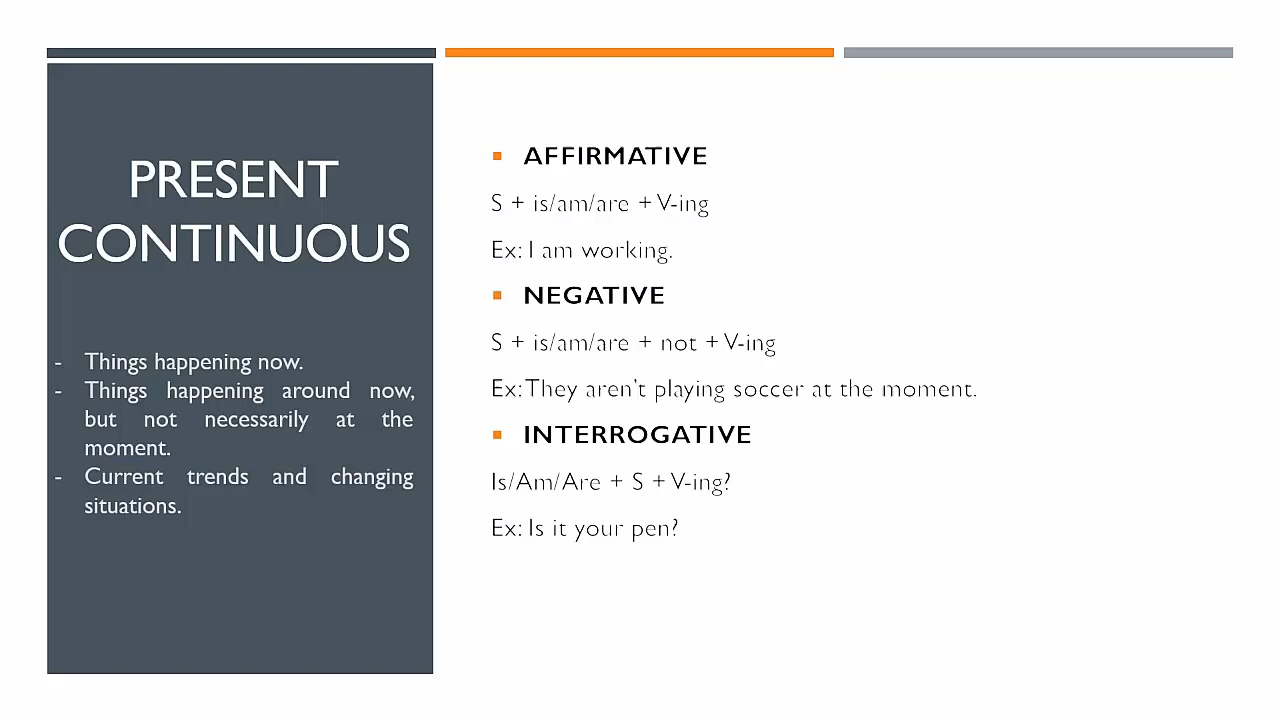 PRESENT
CONTINUOUS
- Things happening now.
- Things happening around now,
but not necessarily at the
moment.
- Current trends and changing
situations.
▪ AFFIRMATIVE
S + is/am/are + V-ing
Ex: I am working.
▪ NEGATIVE
S + is/am/are + not + V-ing
Ex: They aren't playing soccer at the moment.
▪ INTERROGATIVE
Is/Am/Are + S + V-ing?
Ex: Is it your pen?